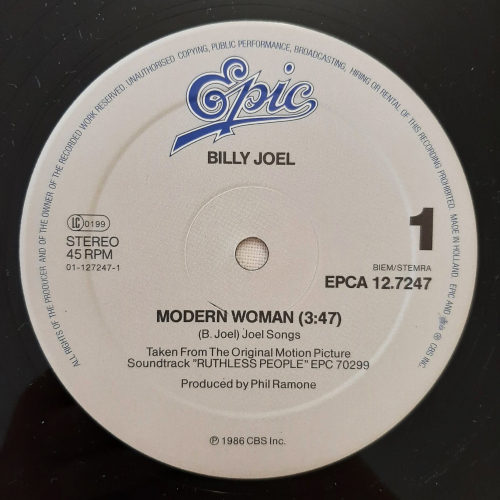 ALL RIGHTS OF THE PRODUCER AND OF THE OWNER OF THE RECORDED WORK RESERVED. UNAUTHORISED COPYING, PUBLIC PERFORMANCE, BROADCASTING, HIRING OR RENTAL OF THIS RECORDING PROHIBITED. MADE IN HOLLAND. EPIC AND Epic ® CBS INC.
Epic
BILLY JOEL
LC 0199
STEREO
45 RPM
01-127247-1
1
BIEM/STEMRA
EPCA 12.7247
MODERN WOMAN (3:47)
(B. Joel) Joel Songs
Taken From The Original Motion Picture
Soundtrack "RUTHLESS PEOPLE" EPC 70299
Produced by Phil Ramone
℗ 1986 CBS Inc.